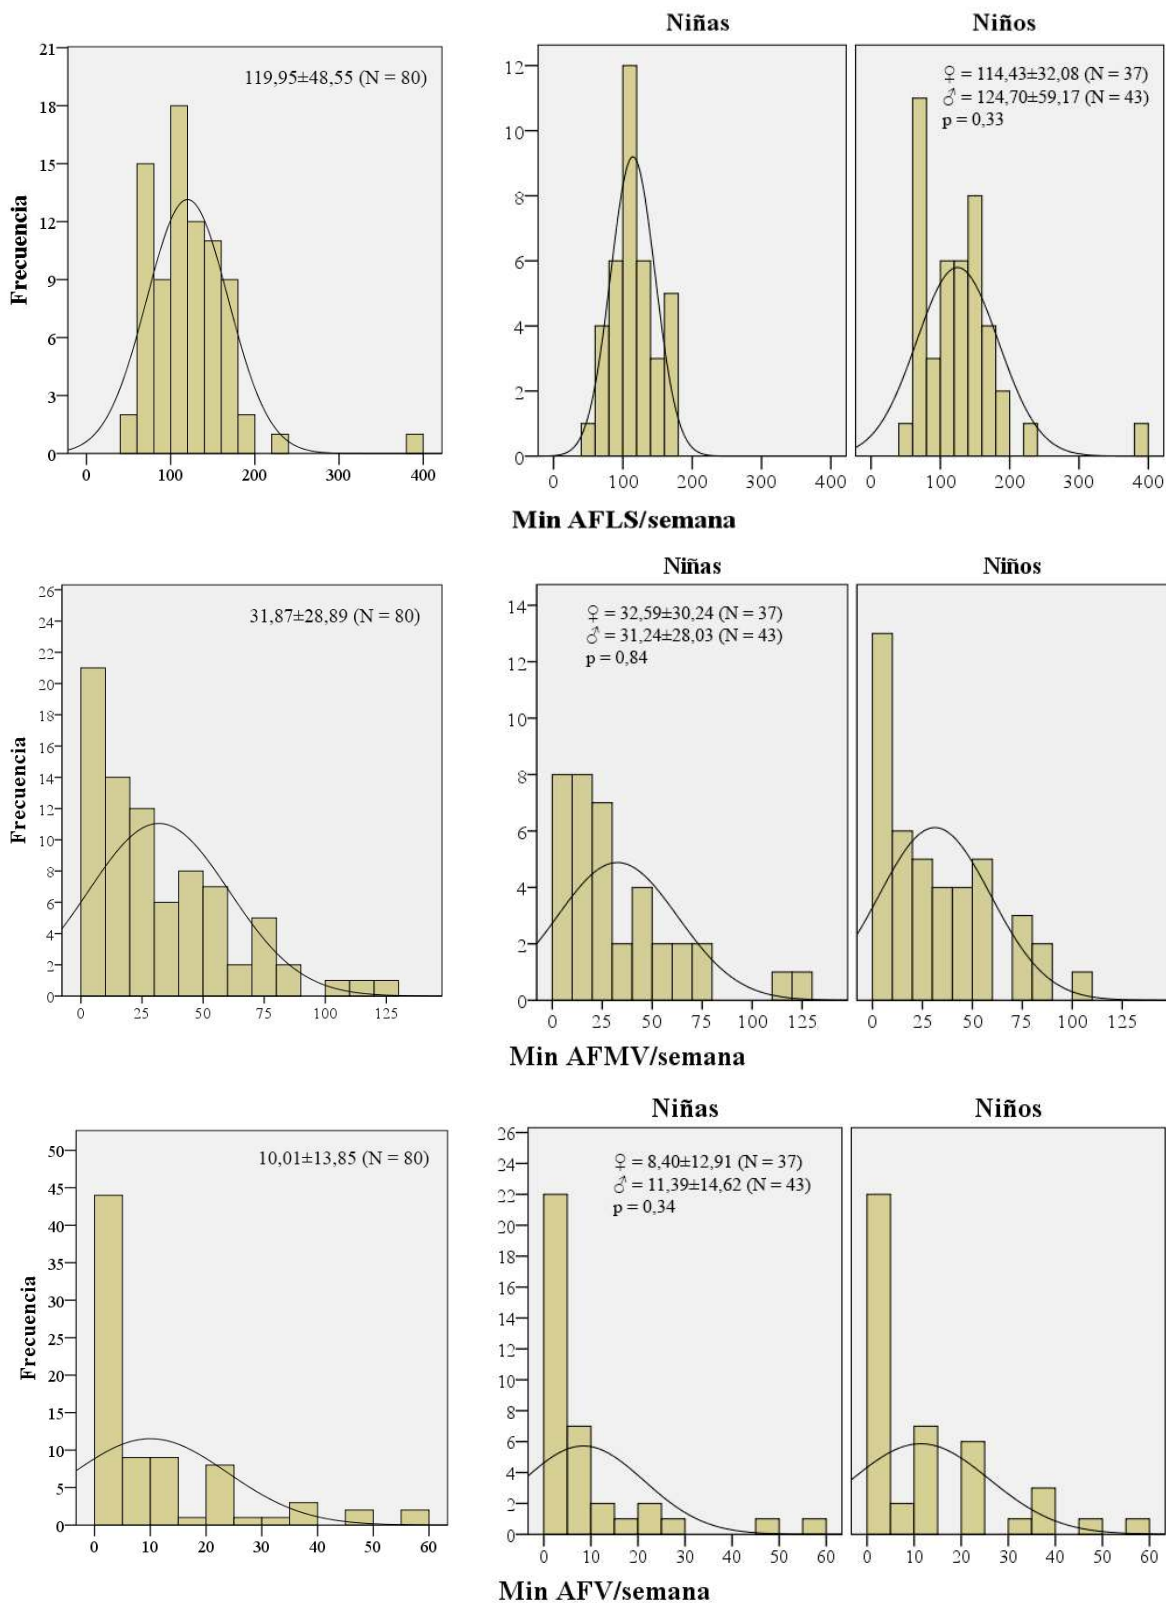 Niñas
Niños
21
18
15
12
9
6
3
0
Frecuencia
119,95±48,55 (N = 80)
0 100 200 300 400
12
10
8
6
4
2
0
♀ = 114,43±32,08 (N = 37)
♂ = 124,70±59,17 (N = 43)
p = 0,33
0 100 200 300 400
0 100 200 300 400
Min AFLS/semana
Niñas
Niños
26
24
22
20
18
16
14
12
10
8
6
4
2
0
Frecuencia
31,87±28,89 (N = 80)
0 25 50 75 100 125
14
12
10
8
6
4
2
0
♀ = 32,59±30,24 (N = 37)
♂ = 31,24±28,03 (N = 43)
p = 0,84
0 25 50 75 100 125
0 25 50 75 100 125
Min AFMV/semana
Niñas
Niños
50
45
40
35
30
25
20
15
10
5
0
Frecuencia
10,01±13,85 (N = 80)
0 10 20 30 40 50 60
26
24
22
20
18
16
14
12
10
8
6
4
2
0
♀ = 8,40±12,91 (N = 37)
♂ = 11,39±14,62 (N = 43)
p = 0,34
0 10 20 30 40 50 60
0 10 20 30 40 50 60
Min AFV/semana